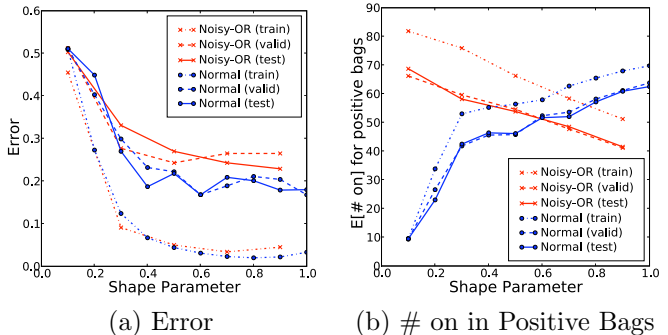 0.6
0.5
0.4
0.3
0.2
0.1
0.0
Error
Noisy-OR (train)
Noisy-OR (valid)
Noisy-OR (test)
Normal (train)
Normal (valid)
Normal (test)
0.0 0.2 0.4 0.6 0.8 1.0
Shape Parameter
(a) Error
90
80
70
60
50
40
30
20
10
0
E[# on] for positive bags
Noisy-OR (train)
Noisy-OR (valid)
Noisy-OR (test)
Normal (train)
Normal (valid)
Normal (test)
0.0 0.2 0.4 0.6 0.8 1.0
Shape Parameter
(b) # on in Positive Bags